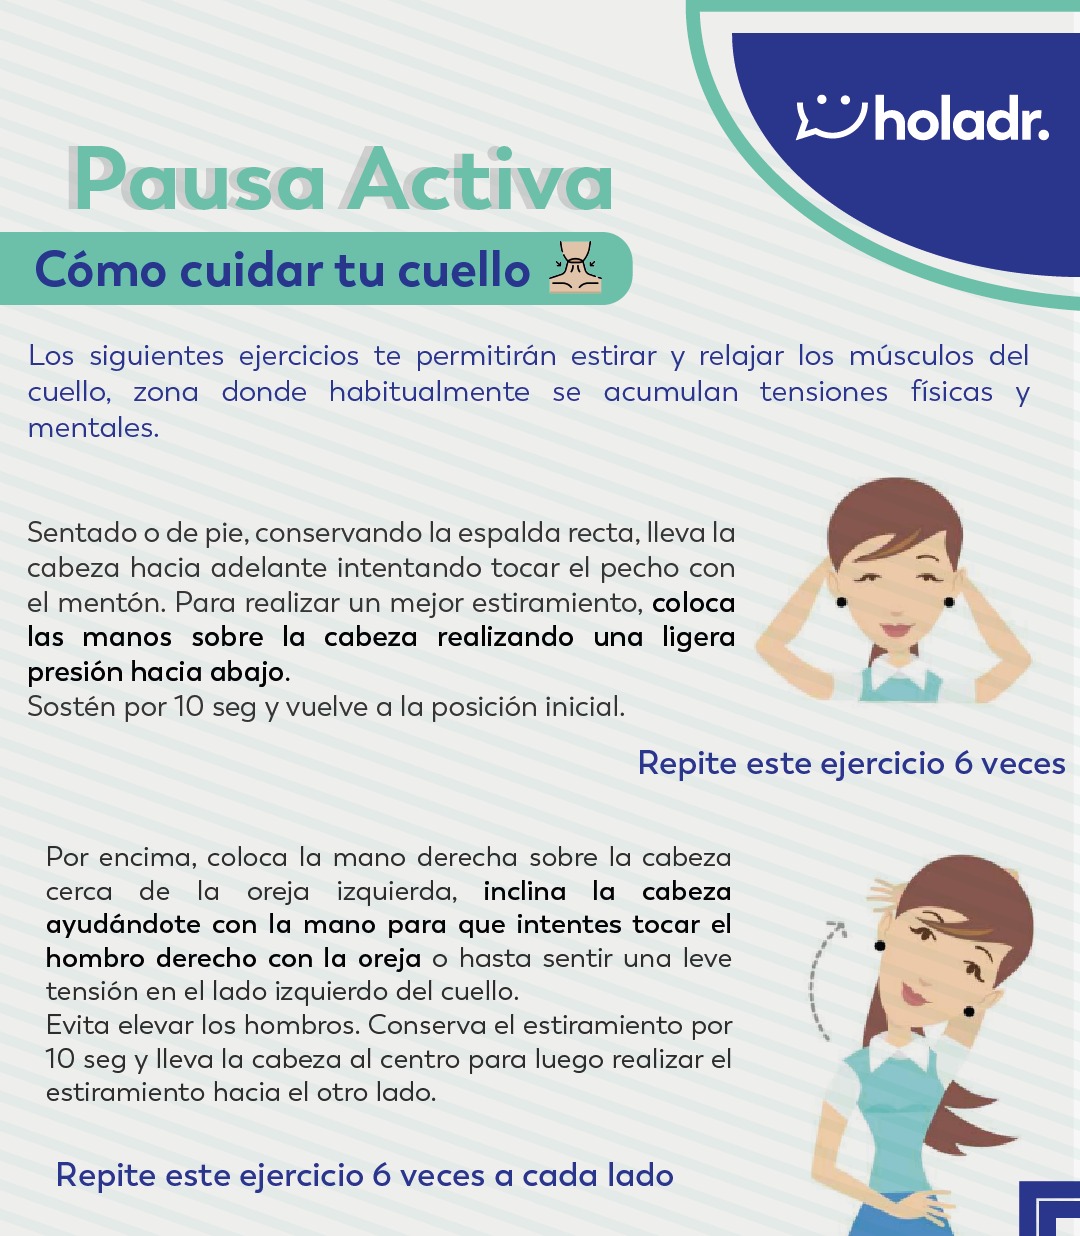 holadr.
Pausa Activa
Cómo cuidar tu cuello
Los siguientes ejercicios te permitirán estirar y relajar los músculos del
cuello, zona donde habitualmente se acumulan tensiones físicas y
mentales.
Sentado o de pie, conservando la espalda recta, lleva la
cabeza hacia adelante intentando tocar el pecho con
el mentón. Para realizar un mejor estiramiento, coloca
las manos sobre la cabeza realizando una ligera
presión hacia abajo.
Sostén por 10 seg y vuelve a la posición inicial.
Repite este ejercicio 6 veces
Por encima, coloca la mano derecha sobre la cabeza
cerca de la oreja izquierda, inclina la cabeza
ayudándote con la mano para que intentes tocar el
hombro derecho con la oreja o hasta sentir una leve
tensión en el lado izquierdo del cuello.
Evita elevar los hombros. Conserva el estiramiento por
10 seg y lleva la cabeza al centro para luego realizar el
estiramiento hacia el otro lado.
Repite este ejercicio 6 veces a cada lado